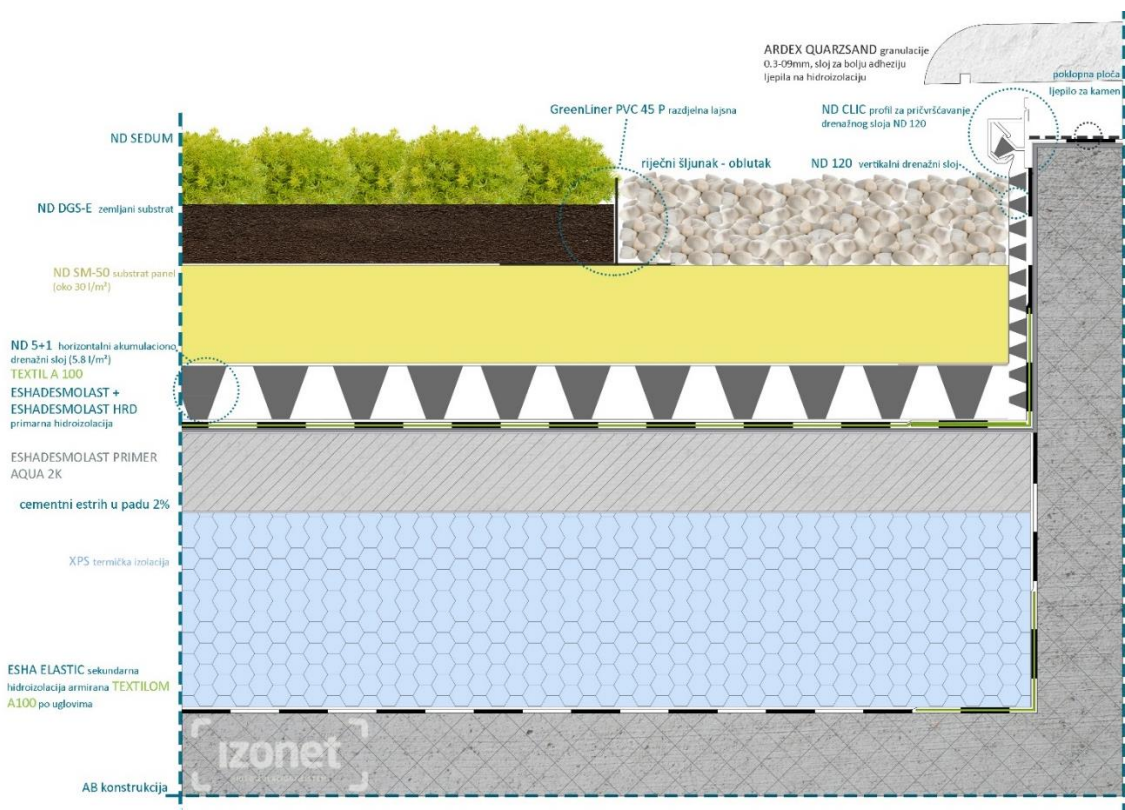 ARDEX QUARZSAND granulacije
0.3-09mm, sloj za bolju adheziju
ljepila na hidroizolaciju
poklopna ploča
ljepilo za kamen
GreenLiner PVC 45 P razdjelna lajsna
ND CLIC profil za pričvršćavanje
drenažnog sloja ND 120
ND SEDUM
riječni šljunak - oblutak
ND 120 vertikalni drenažni sloj
ND DGS-E zemljani substrat
ND SM-50 substrat panel
(oko 30 l/m²)
ND 5+1 horizontalni akumulaciono
drenažni sloj (5.8 l/m²)
TEXTIL A 100
ESHADESMOLAST +
ESHADESMOLAST HRD
primarna hidroizolacija
ESHADESMOLAST PRIMER
AQUA 2K
cementni estrih u padu 2%
XPS termička izolacija
ESHA ELASTIC sekundarna
hidroizolacija armirana TEXTILOM
A100 po uglovima
izonet
AB konstrukcija